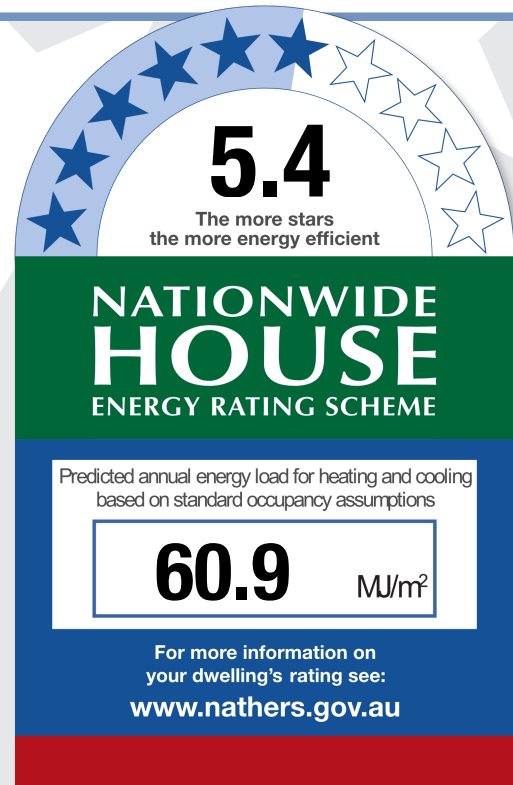 5.4
The more stars
the more energy efficient
NATIONWIDE
HOUSE
ENERGY RATING SCHEME
Predicted annual energy load for heating and cooling
based on standard occupancy assumptions
60.9 MJ/m²
For more information on
your dwelling's rating see:
www.nathers.gov.au